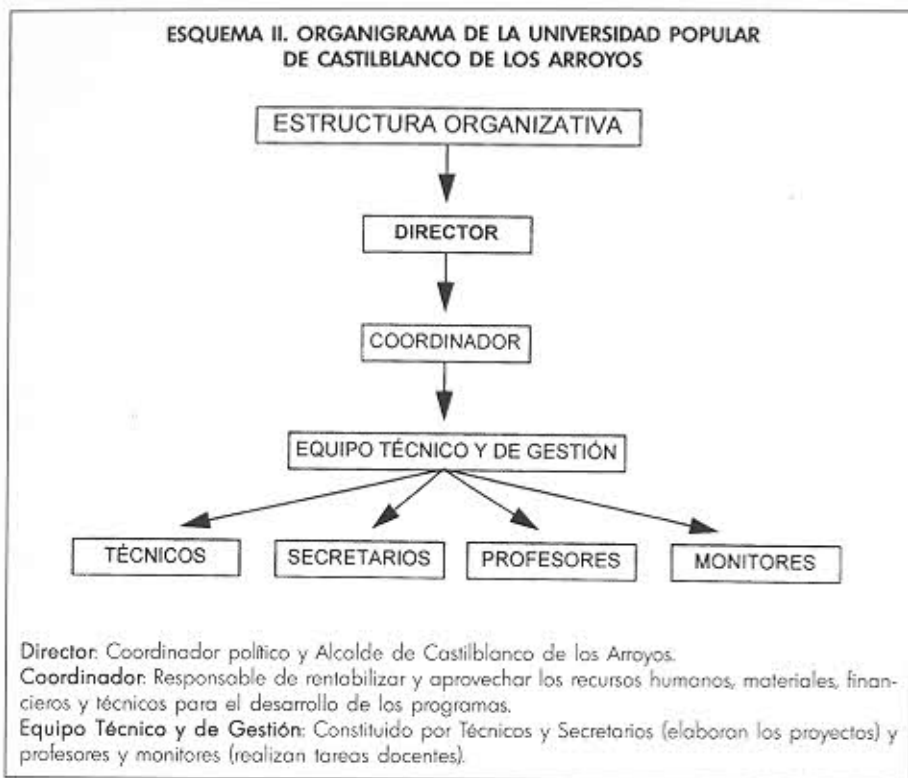 ESQUEMA II. ORGANIGRAMA DE LA UNIVERSIDAD POPULAR
DE CASTILBLANCO DE LOS ARROYOS
ESTRUCTURA ORGANIZATIVA
DIRECTOR
COORDINADOR
EQUIPO TÉCNICO Y DE GESTIÓN
TÉCNICOS
SECRETARIOS
PROFESORES
MONITORES
Director: Coordinador político y Alcalde de Castilblanco de los Arroyos.
Coordinador: Responsable de rentabilizar y aprovechar los recursos humanos, materiales, finan-
cieros y técnicos para el desarrollo de los programas.
Equipo Técnico y de Gestión: Constituido por Técnicos y Secretarios (elaboran los proyectos) y
profesores y monitores (realizan tareas docentes).